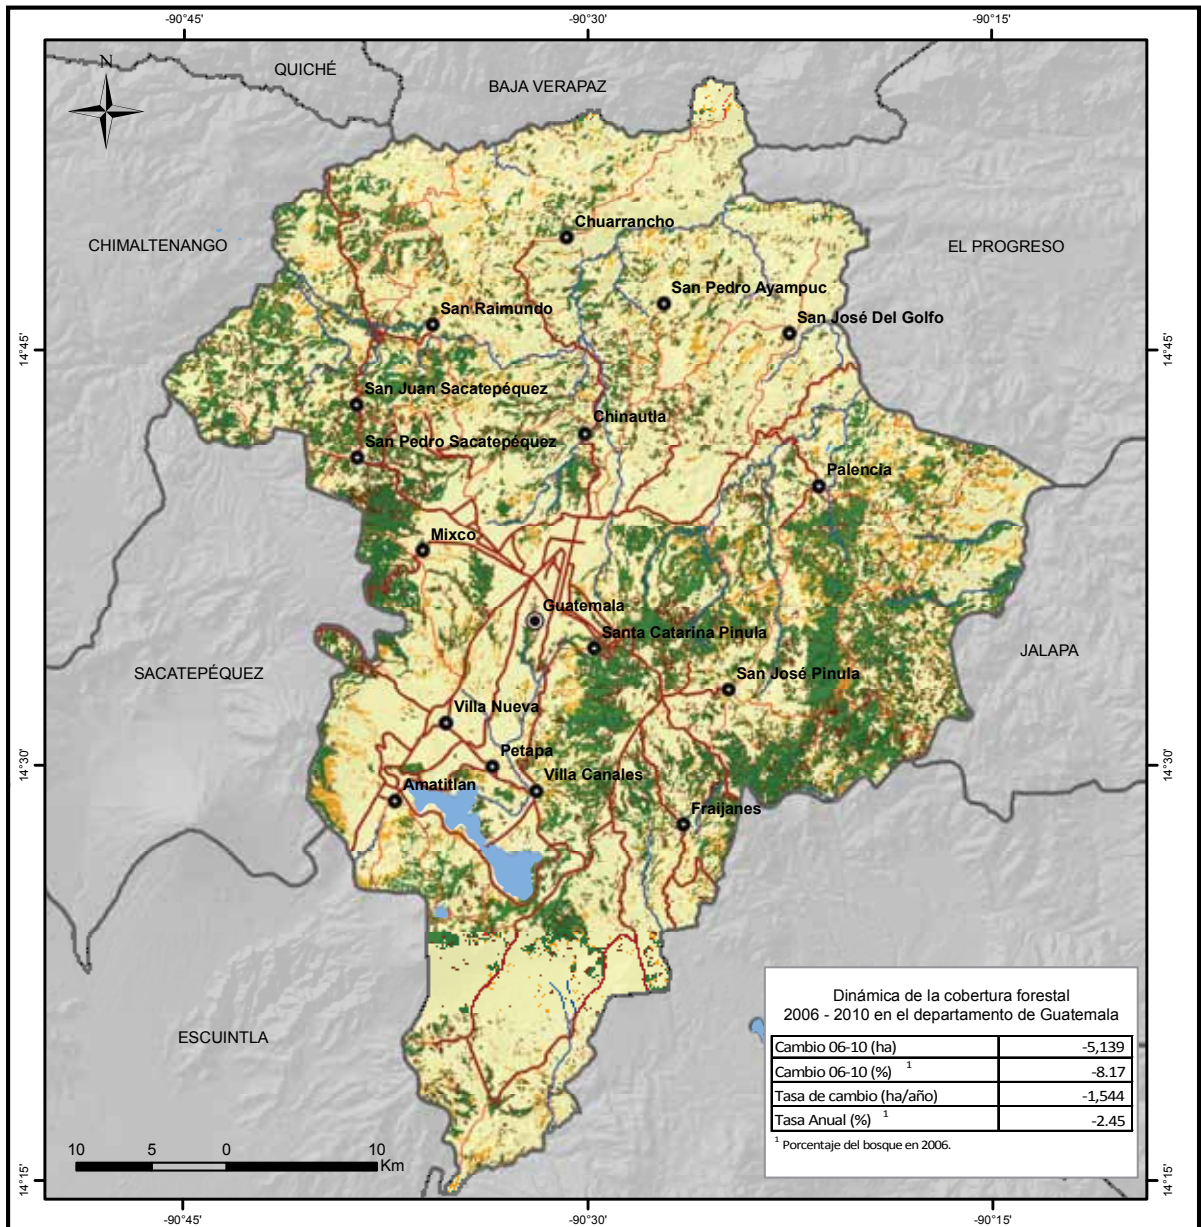 -90°45'
-90°30'
-90°15'
N
QUICHÉ
BAJA VERAPAZ
CHIMALTENANGO
EL PROGRESO
Chuarrancho
San Pedro Ayampuc
San Raimundo
San José Del Golfo
14°45'
14°45'
San Juan Sacatepéquez
Chinautla
San Pedro Sacatepéquez
Palencia
Mixco
Guatemala
Santa Catarina Pinula
SACATEPÉQUEZ
JALAPA
San José Pinula
Villa Nueva
Petapa
14°30'
14°30'
Amatitlan
Villa Canales
Fraijanes
ESCUINTLA
Dinámica de la cobertura forestal
2006 - 2010 en el departamento de Guatemala
Cambio 06-10 (ha) -5,139
Cambio 06-10 (%) 1 -8.17
Tasa de cambio (ha/año) -1,544
Tasa Anual (%) 1 -2.45
1 Porcentaje del bosque en 2006.
10 5 0 10
Km
14°15'
14°15'
-90°45'
-90°30'
-90°15'